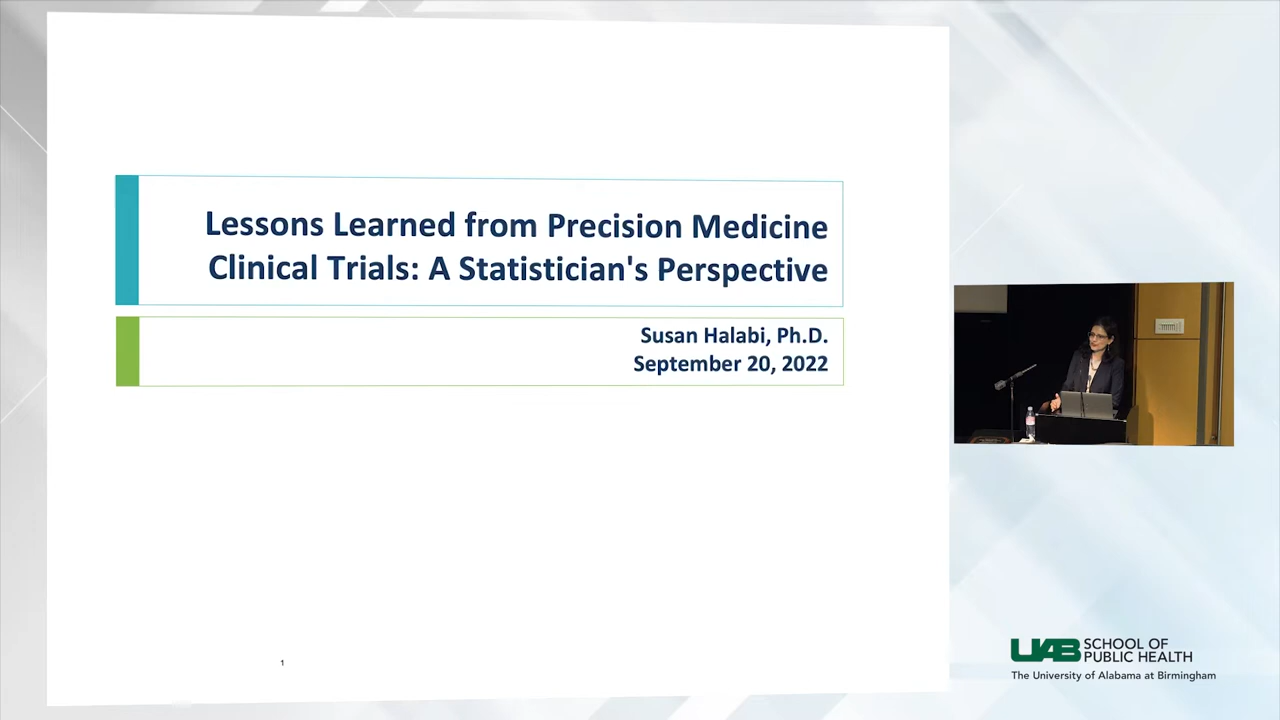 Lessons Learned from Precision Medicine
Clinical Trials: A Statistician's Perspective
Susan Halabi, Ph.D.
September 20, 2022
1
UAB SCHOOL OF
PUBLIC HEALTH
The University of Alabama at Birmingham